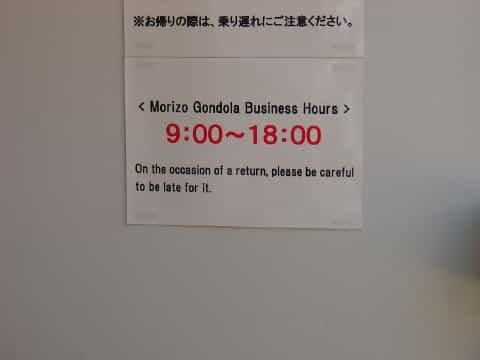 ※お帰りの際は、乗り遅れにご注意ください。
< Morizo Gondola Business Hours >
9:00～18:00
On the occasion of a return, please be careful
to be late for it.